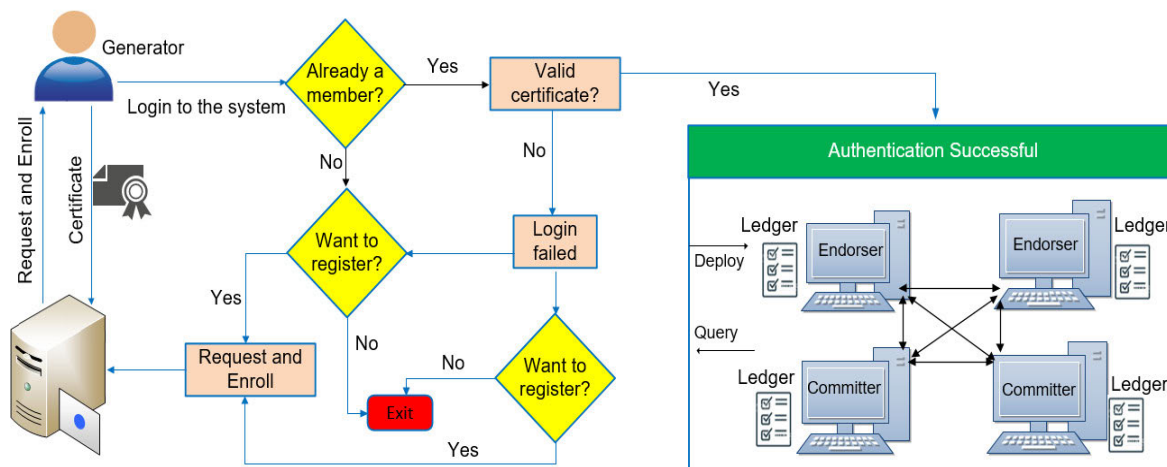 Generator
Login to the system
Request and Enroll
Certificate
Already a
member?
Yes
No
Valid
certificate?
Yes
No
Want to
register?
Login
failed
Yes
No
Request and
Enroll
Exit
No
Want to
register?
Yes
Authentication Successful
Deploy
Query
Ledger
Endorser
Endorser
Ledger
Ledger
Committer
Committer
Ledger